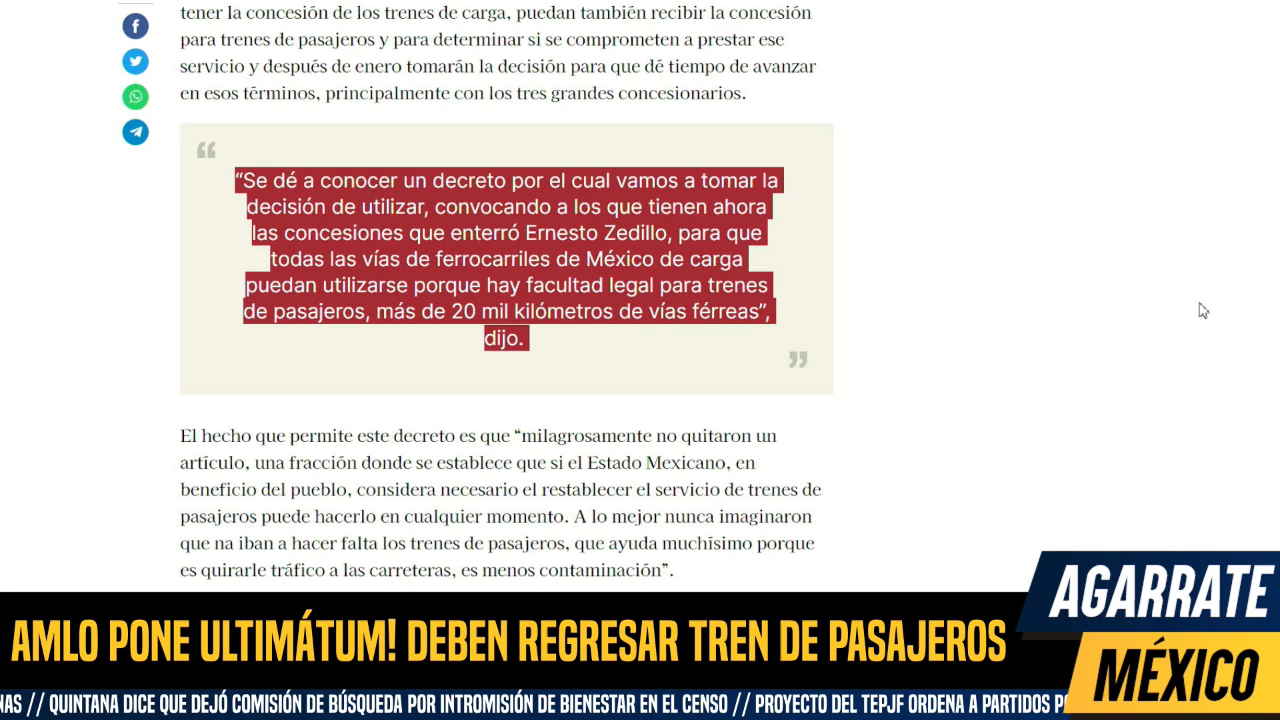 tener la concesión de los trenes de carga, puedan también recibir la concesión
para trenes de pasajeros y para determinar si se comprometen a prestar ese
servicio y después de enero tomarán la decisión para que dé tiempo de avanzar
en esos términos, principalmente con los tres grandes concesionarios.
“
“Se dé a conocer un decreto por el cual vamos a tomar la
decisión de utilizar, convocando a los que tienen ahora
las concesiones que enterró Ernesto Zedillo, para que
todas las vías de ferrocarriles de México de carga
puedan utilizarse porque hay facultad legal para trenes
de pasajeros, más de 20 mil kilómetros de vías férreas”,
dijo.
”
El hecho que permite este decreto es que “milagrosamente no quitaron un
artículo, una fracción donde se establece que si el Estado Mexicano, en
beneficio del pueblo, considera necesario el restablecer el servicio de trenes de
pasajeros puede hacerlo en cualquier momento. A lo mejor nunca imaginaron
que na iban a hacer falta los trenes de pasajeros, que ayuda muchísimo porque
es quirarle tráfico a las carreteras, es menos contaminación”.
AGARRATE
MÉXICO
AMLO PONE ULTIMÁTUM! DEBEN REGRESAR TREN DE PASAJEROS
NAS // QUINTANA DICE QUE DEJÓ COMISIÓN DE BÚSQUEDA POR INTROMISIÓN DE BIENESTAR EN EL CENSO // PROYECTO DEL TEPJF ORDENA A PARTIDOS